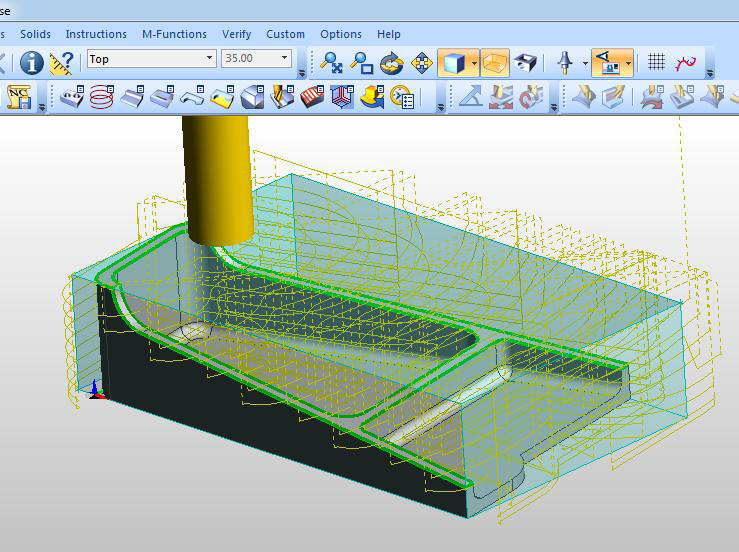 se
s Solids Instructions M-Functions Verify Custom Options Help
Top 35.00
NC